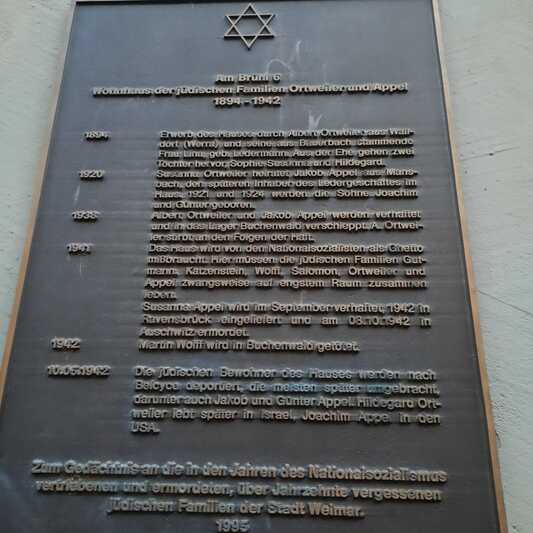 Am Brühl 6
Wohnhaus der jüdischen Familien Ortweiler und Appel
1894 - 1942
1894 Erwerb des Hauses durch Albert Ortweiler aus Wall-
dorf (Werra) und seine aus Bauerbach stammende
Frau Lina, geb. Ledermann. Aus der Ehe gehen zwei
Töchter hervor, Sophie Susanna und Hildegard.
1920 Susanna Ortweiler heiratet Jakob Appel aus Mans-
bach, den späteren Inhaber des Ledergeschäftes im
Haus. 1921 und 1924 werden die Söhne Joachim
und Günter geboren.
1938 Albert Ortweiler und Jakob Appel werden verhaftet
und in das Lager Buchenwald verschleppt. A. Ortwei-
ler stirbt an den Folgen der Haft.
1941 Das Haus wird von den Nationalsozialisten als Ghetto
mißbraucht. Hier müssen die jüdischen Familien Gut-
mann, Katzenstein, Wolff, Salomon, Ortweiler und
Appel zwangsweise auf engstem Raum zusammen
leben.
Susanna Appel wird im September verhaftet, 1942 in
Ravensbrück eingeliefert und am 08.10.1942 in
Auschwitz ermordet.
1942 Martin Wolff wird in Buchenwald getötet.
10.05.1942 Die jüdischen Bewohner des Hauses werden nach
Belcyce deportiert, die meisten später umgebracht,
darunter auch Jakob und Günter Appel. Hildegard Ort-
weiler lebt später in Israel, Joachim Appel in den
USA.
Zum Gedächtnis an die in den Jahren des Nationalsozialismus
vertriebenen und ermordeten, über Jahrzehnte vergessenen
jüdischen Familien der Stadt Weimar.
1995